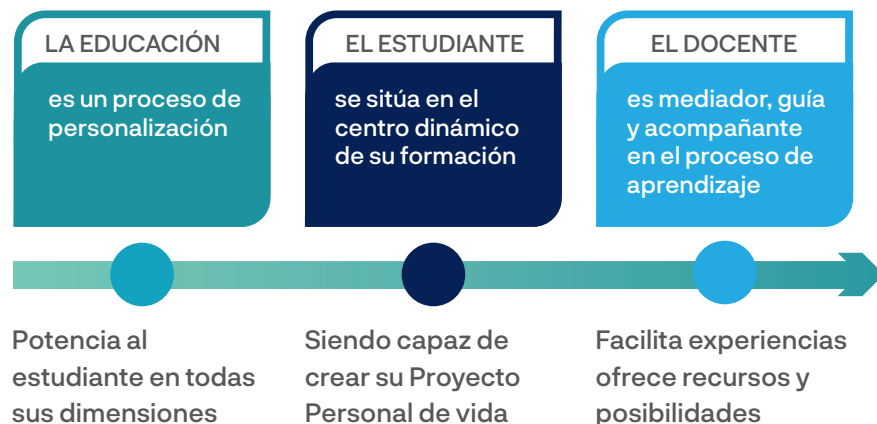 LA EDUCACIÓN
es un proceso de
personalización
EL ESTUDIANTE
se sitúa en el
centro dinámico
de su formación
EL DOCENTE
es mediador, guía
y acompañante
en el proceso de
aprendizaje
Potencia al
estudiante en todas
sus dimensiones
Siendo capaz de
crear su Proyecto
Personal de vida
Facilita experiencias
ofrece recursos y
posibilidades